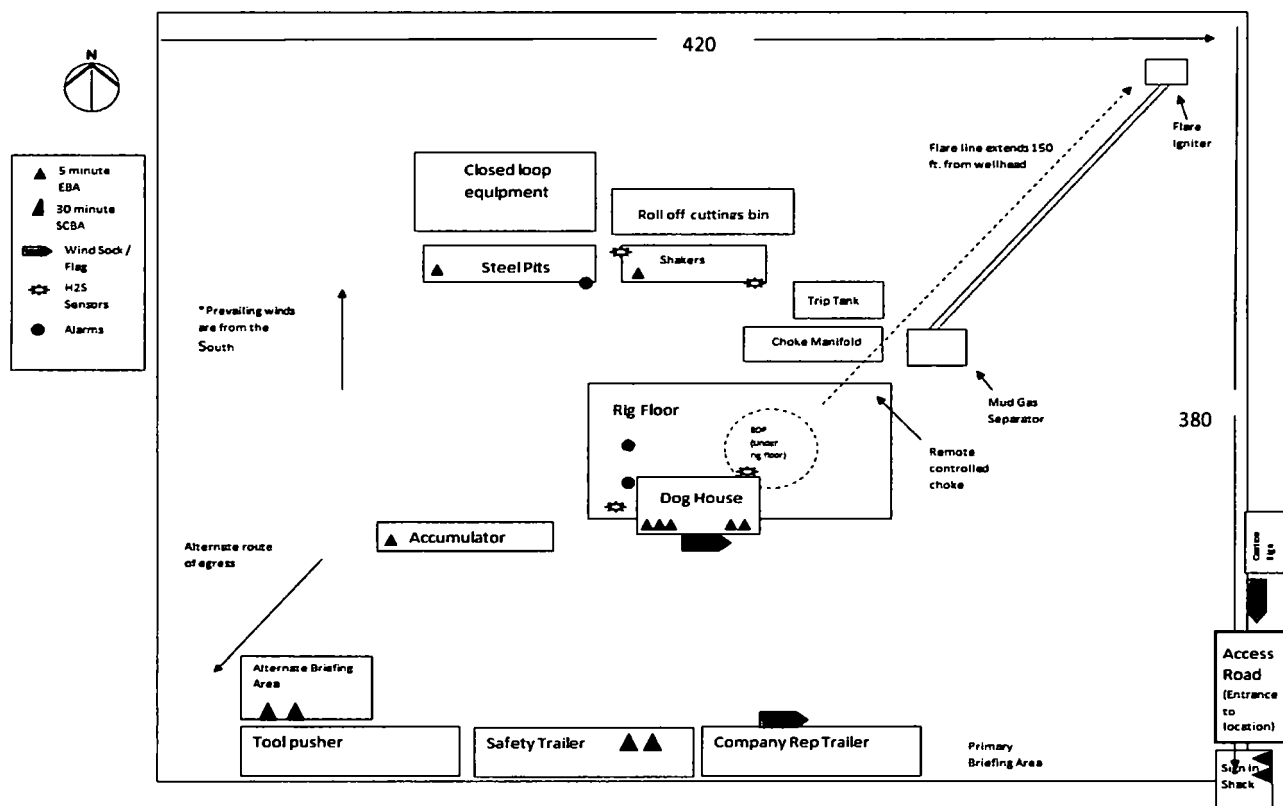 420
N
Flare
Igniter
Flare line extends 150
ft. from wellhead
5 minute
EBA
30 minute
SCBA
Wind Sock /
Flag
H2S
Sensors
Alarms
Closed loop
equipment
Roll off cuttings bin
Steel Pits
Shakers
*Prevailing winds
are from the
South
Trip Tank
Choke Manifold
Mud Gas
Separator
380
Rig Floor
BOP
(Under
rig floor)
Remote
controlled
choke
Dog House
Accumulator
Alternate route
of egress
Access
Road
(Entrance
to
location)
Alternate Briefing
Area
Tool pusher
Safety Trailer
Company Rep Trailer
Primary
Briefing Area
Sign In
Shack